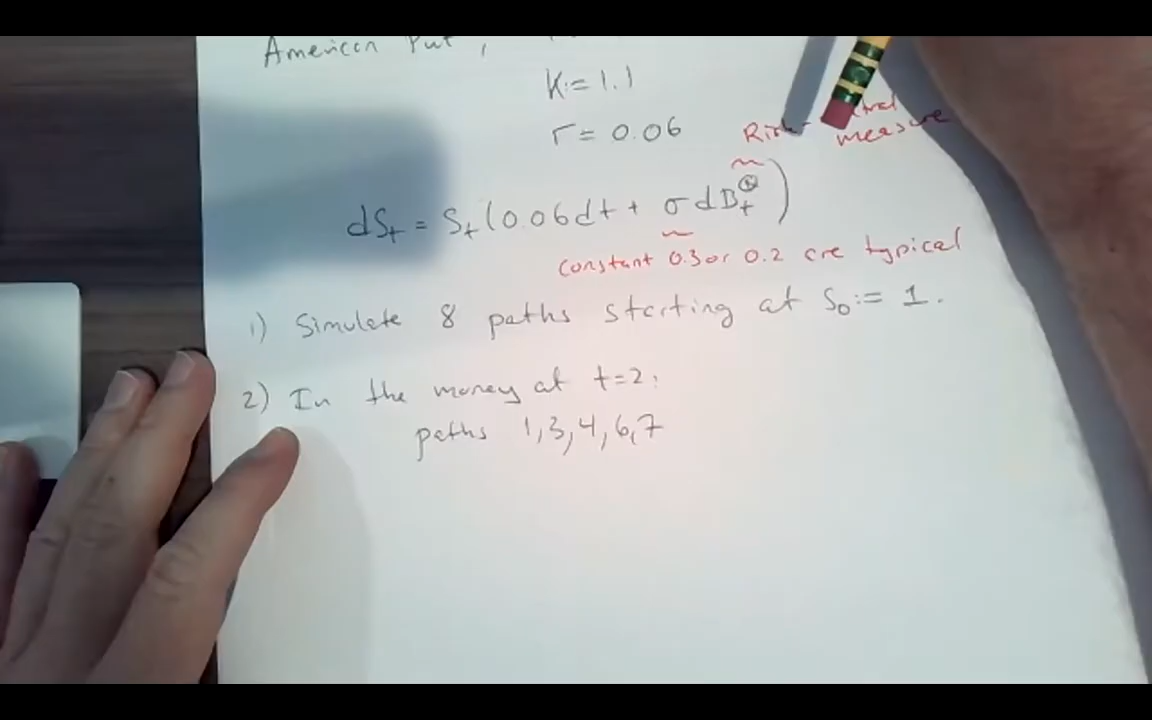 American Put,
K:=1.1
r=0.06
measure
dS_t = S_t(0.06dt + σ dB_t^Q)
constant 0.3 or 0.2 are typical
1) Simulate 8 paths starting at S_0:= 1.
2) In the money at t=2:
paths 1,3,4,6,7